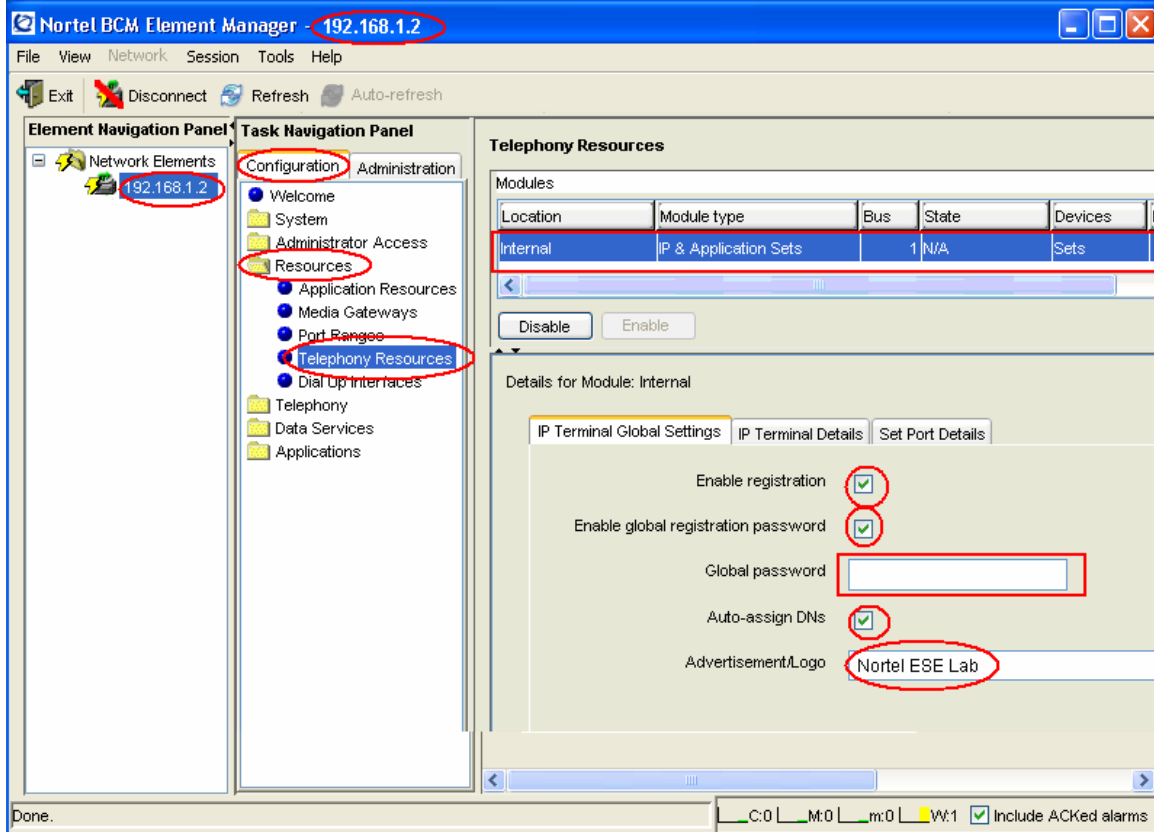 Nortel BCM Element Manager - 192.168.1.2
File View Network Session Tools Help
Exit Disconnect Refresh Auto-refresh
Element Navigation Panel
Network Elements
192.168.1.2
Task Navigation Panel
Configuration Administration
Welcome
System
Administrator Access
Resources
Application Resources
Media Gateways
Port Ranges
Telephony Resources
Dial Up Interfaces
Telephony
Data Services
Applications
Telephony Resources
Modules
Location Module type Bus State Devices
Internal IP & Application Sets 1 N/A Sets
Disable Enable
Details for Module: Internal
IP Terminal Global Settings IP Terminal Details Set Port Details
Enable registration
Enable global registration password
Global password
Auto-assign DNs
Advertisement/Logo Nortel ESE Lab
Done.
C:0 M:0 m:0 W:1 Include ACKed alarms